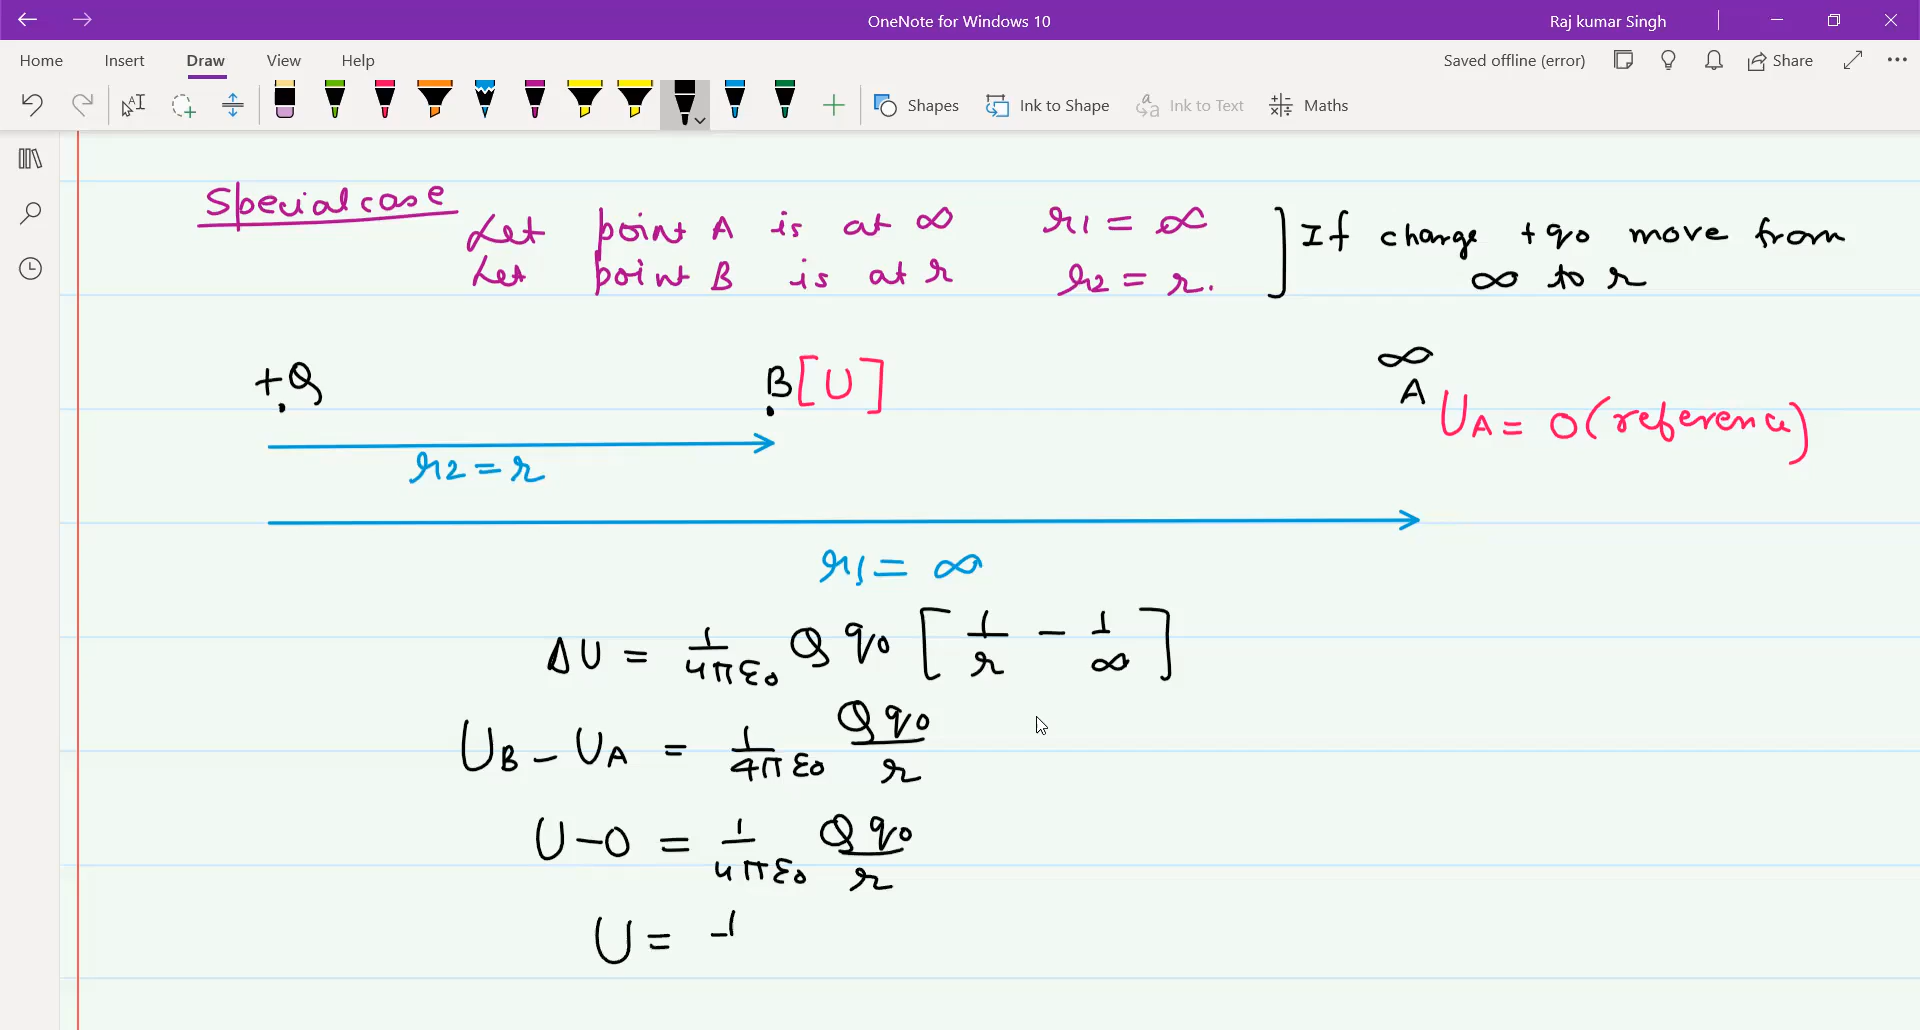 OneNote for Windows 10
Raj kumar Singh
Home Insert Draw View Help
Saved offline (error) Share
Shapes Ink to Shape Ink to Text Maths
Special case
Let point A is at ∞ r1 = ∞
Let point B is at r r2 = r.
] If charge +q0 move from
∞ to r
+Q B [U] ∞
A
UA = 0 (reference)
r2 = r
r1 = ∞
ΔU = 1/4πε0 Q q0 [1/r − 1/∞]
UB − UA = 1/4πε0 Qq0/r
U − 0 = 1/4πε0 Qq0/r
U = 1